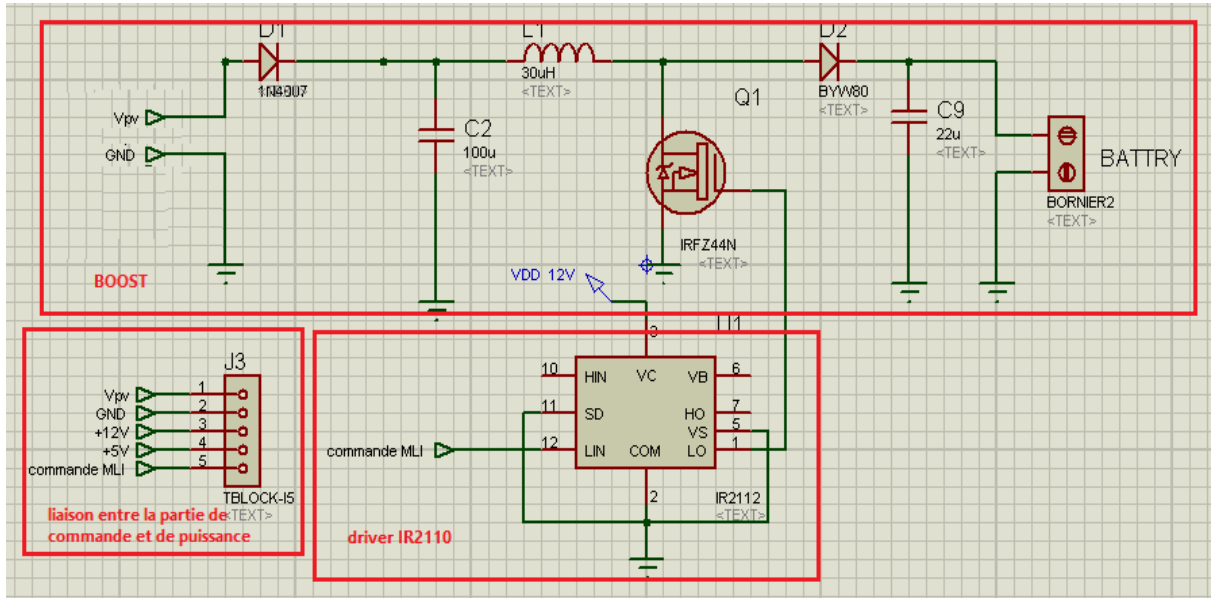 D1
1N4007
<TEXT>
Vpv
GND
BOOST
L1
30uH
<TEXT>
C2
100u
<TEXT>
Q1
IRFZ44N
<TEXT>
D2
BYW80
<TEXT>
C9
22u
<TEXT>
BATTRY
BORNIER2
<TEXT>
VDD 12V
J3
Vpv 1
GND 2
+12V 3
+5V 4
commande MLI 5
TBLOCK-I5
<TEXT>
liaison entre la partie de
commande et de puissance
U1
3
10 HIN VC VB 6
11 SD HO 7
VS 5
commande MLI 12 LIN COM LO 1
2
IR2112
<TEXT>
driver IR2110